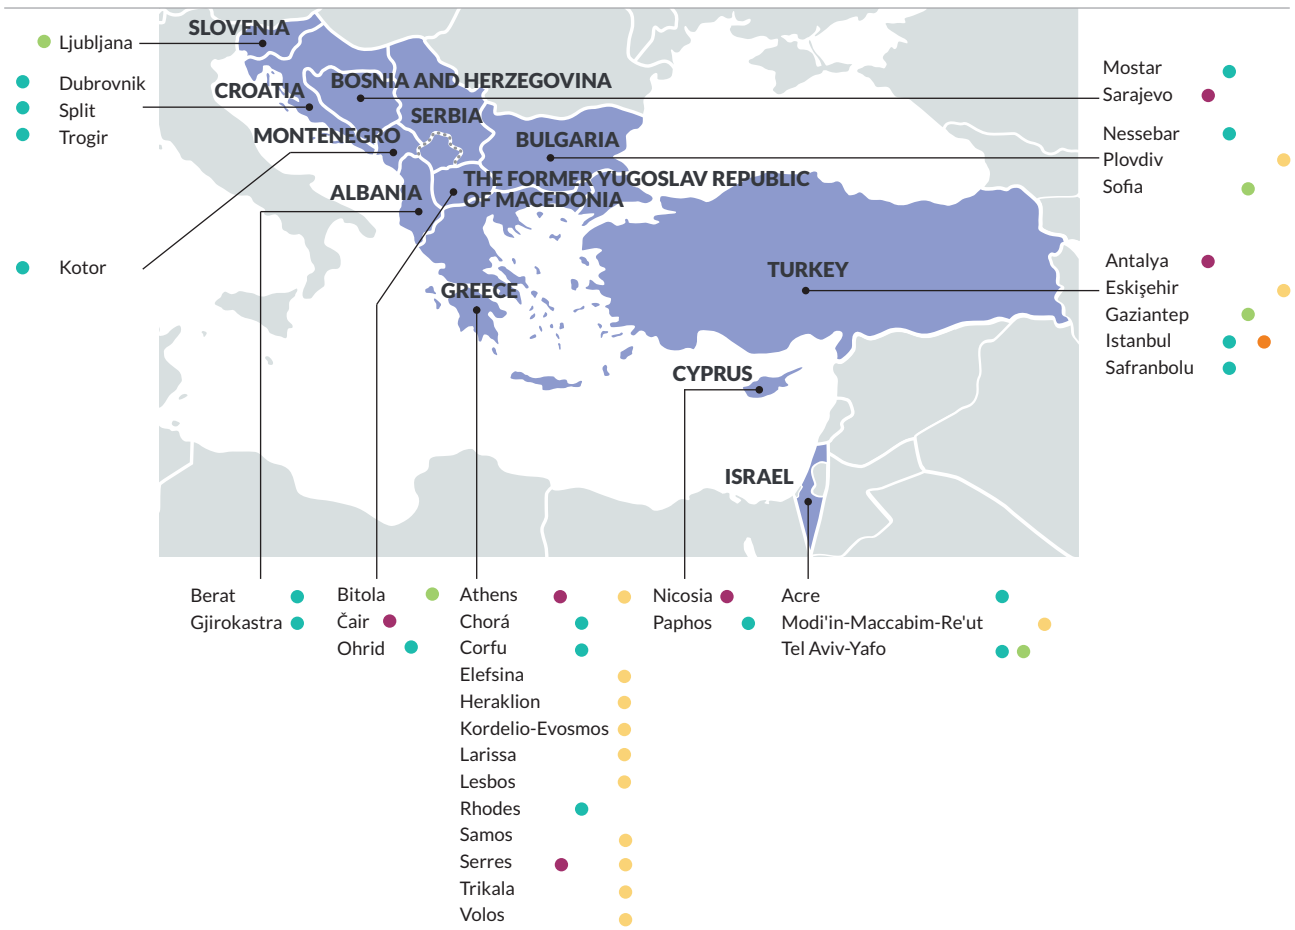 SLOVENIA
Ljubljana
Dubrovnik
Split
Trogir
CROATIA
BOSNIA AND HERZEGOVINA
SERBIA
MONTENEGRO
BULGARIA
ALBANIA
THE FORMER YUGOSLAV REPUBLIC
OF MACEDONIA
Kotor
GREECE
TURKEY
CYPRUS
ISRAEL
Mostar
Sarajevo
Nessebar
Plovdiv
Sofia
Antalya
Eskişehir
Gaziantep
Istanbul
Safranbolu
Berat
Gjirokastra
Bitola
Čair
Ohrid
Athens
Chorá
Corfu
Elefsina
Heraklion
Kordelio-Evosmos
Larissa
Lesbos
Rhodes
Samos
Serres
Trikala
Volos
Nicosia
Paphos
Acre
Modi'in-Maccabim-Re'ut
Tel Aviv-Yafo